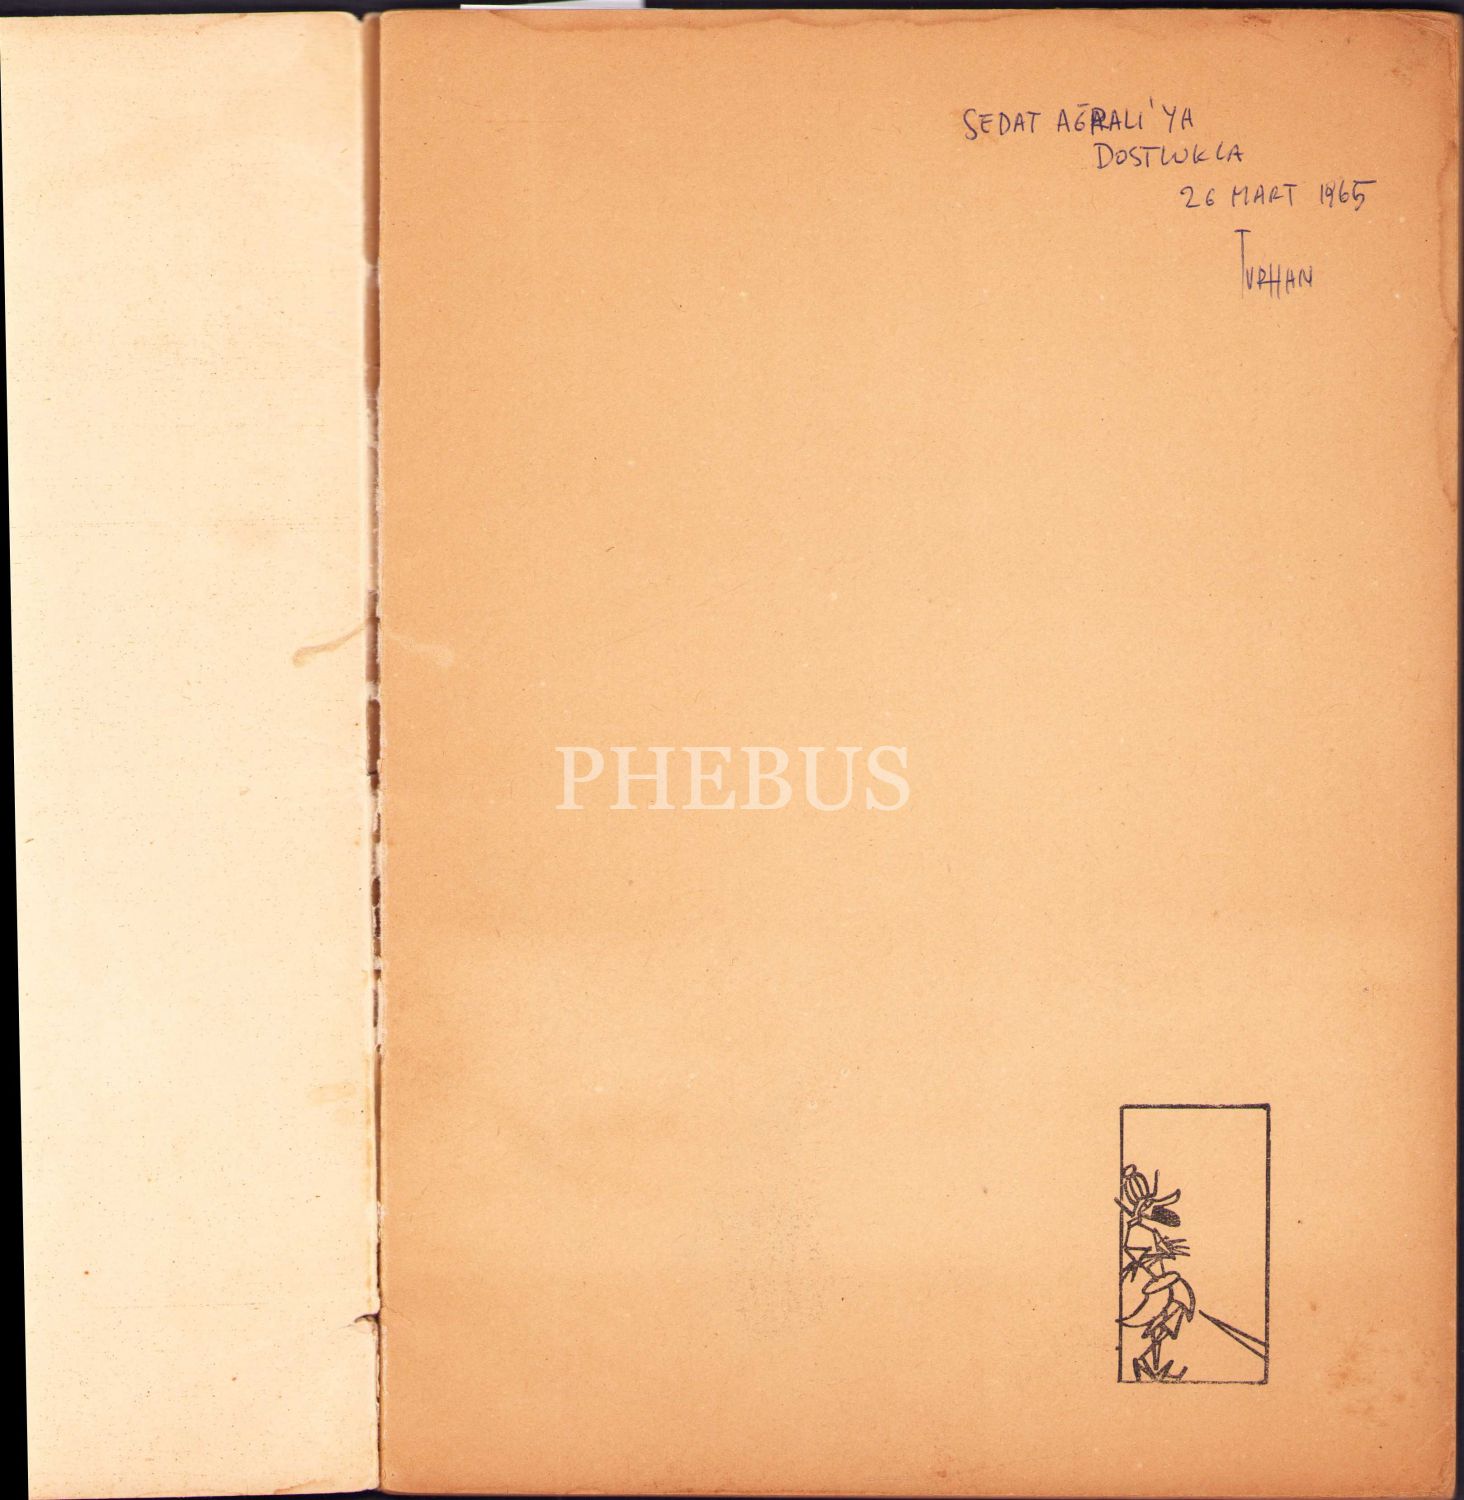 SEDAT AĞRALI'YA
DOSTLUKLA
26 MART 1965
TURHAN
PHEBUS